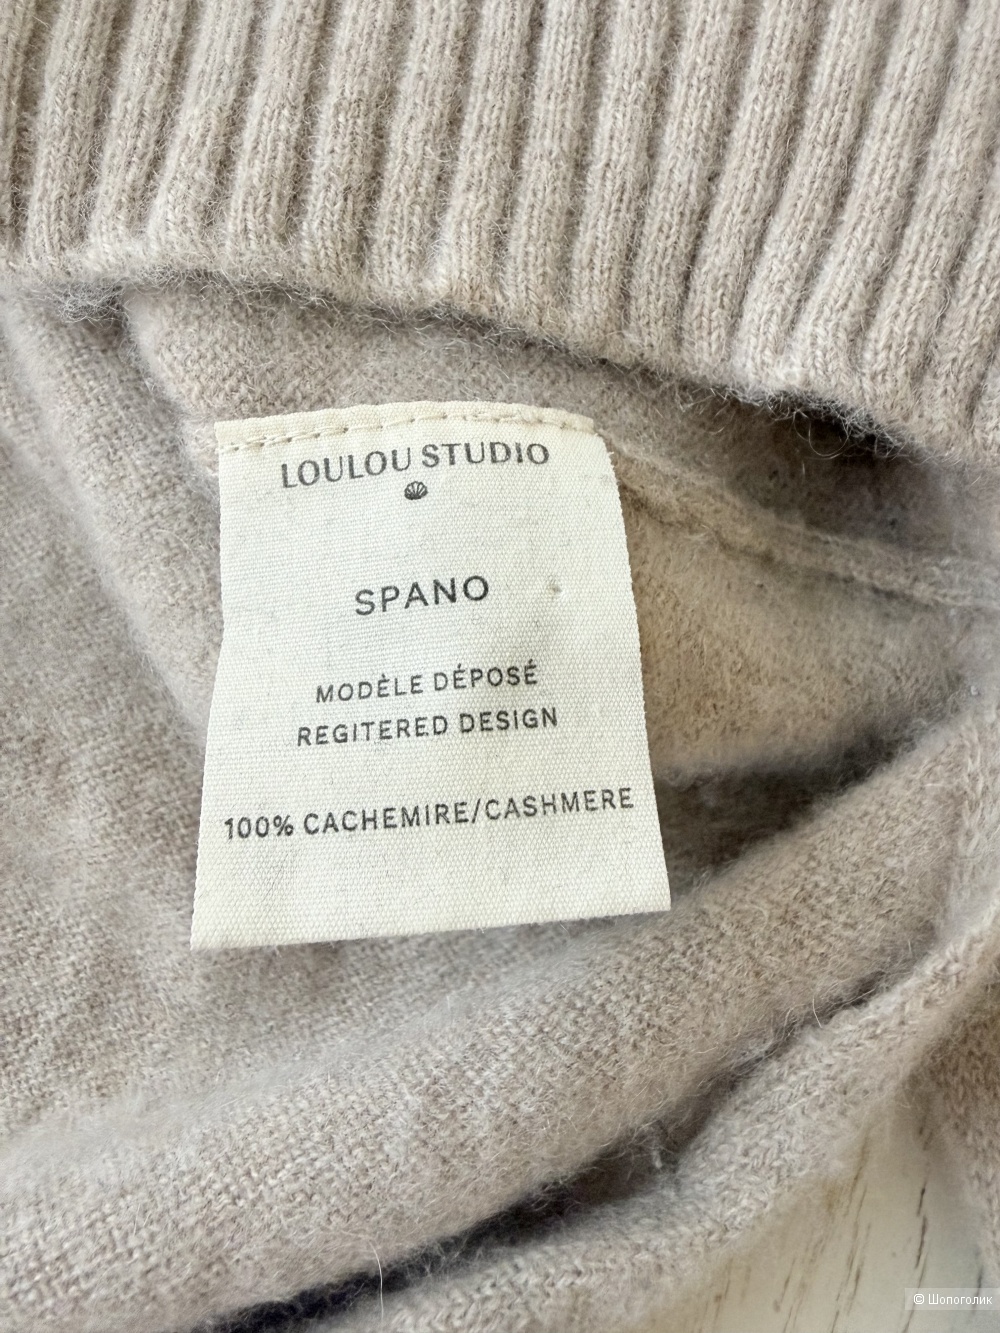 LOULOU STUDIO
SPANO
MODÈLE DÉPOSÉ
REGITERED DESIGN
100% CACHEMIRE/CASHMERE
© Шопоголик